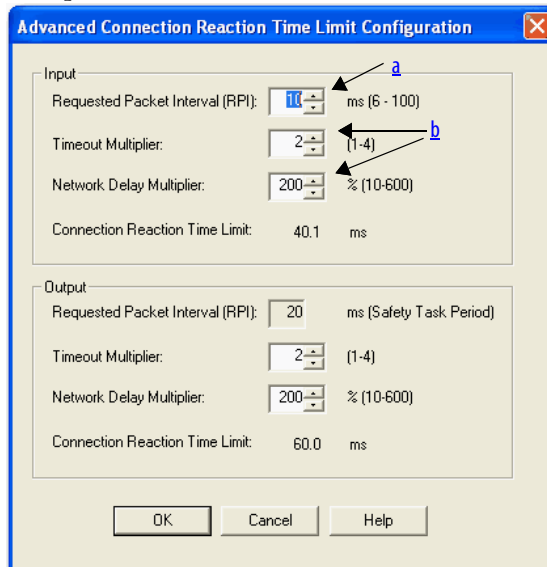 Advanced Connection Reaction Time Limit Configuration
Input
a
Requested Packet Interval (RPI): 10 ms (6 - 100)
b
Timeout Multiplier: 2 (1-4)
Network Delay Multiplier: 200 % (10-600)
Connection Reaction Time Limit: 40.1 ms
Output
Requested Packet Interval (RPI): 20 ms (Safety Task Period)
Timeout Multiplier: 2 (1-4)
Network Delay Multiplier: 200 % (10-600)
Connection Reaction Time Limit: 60.0 ms
OK Cancel Help